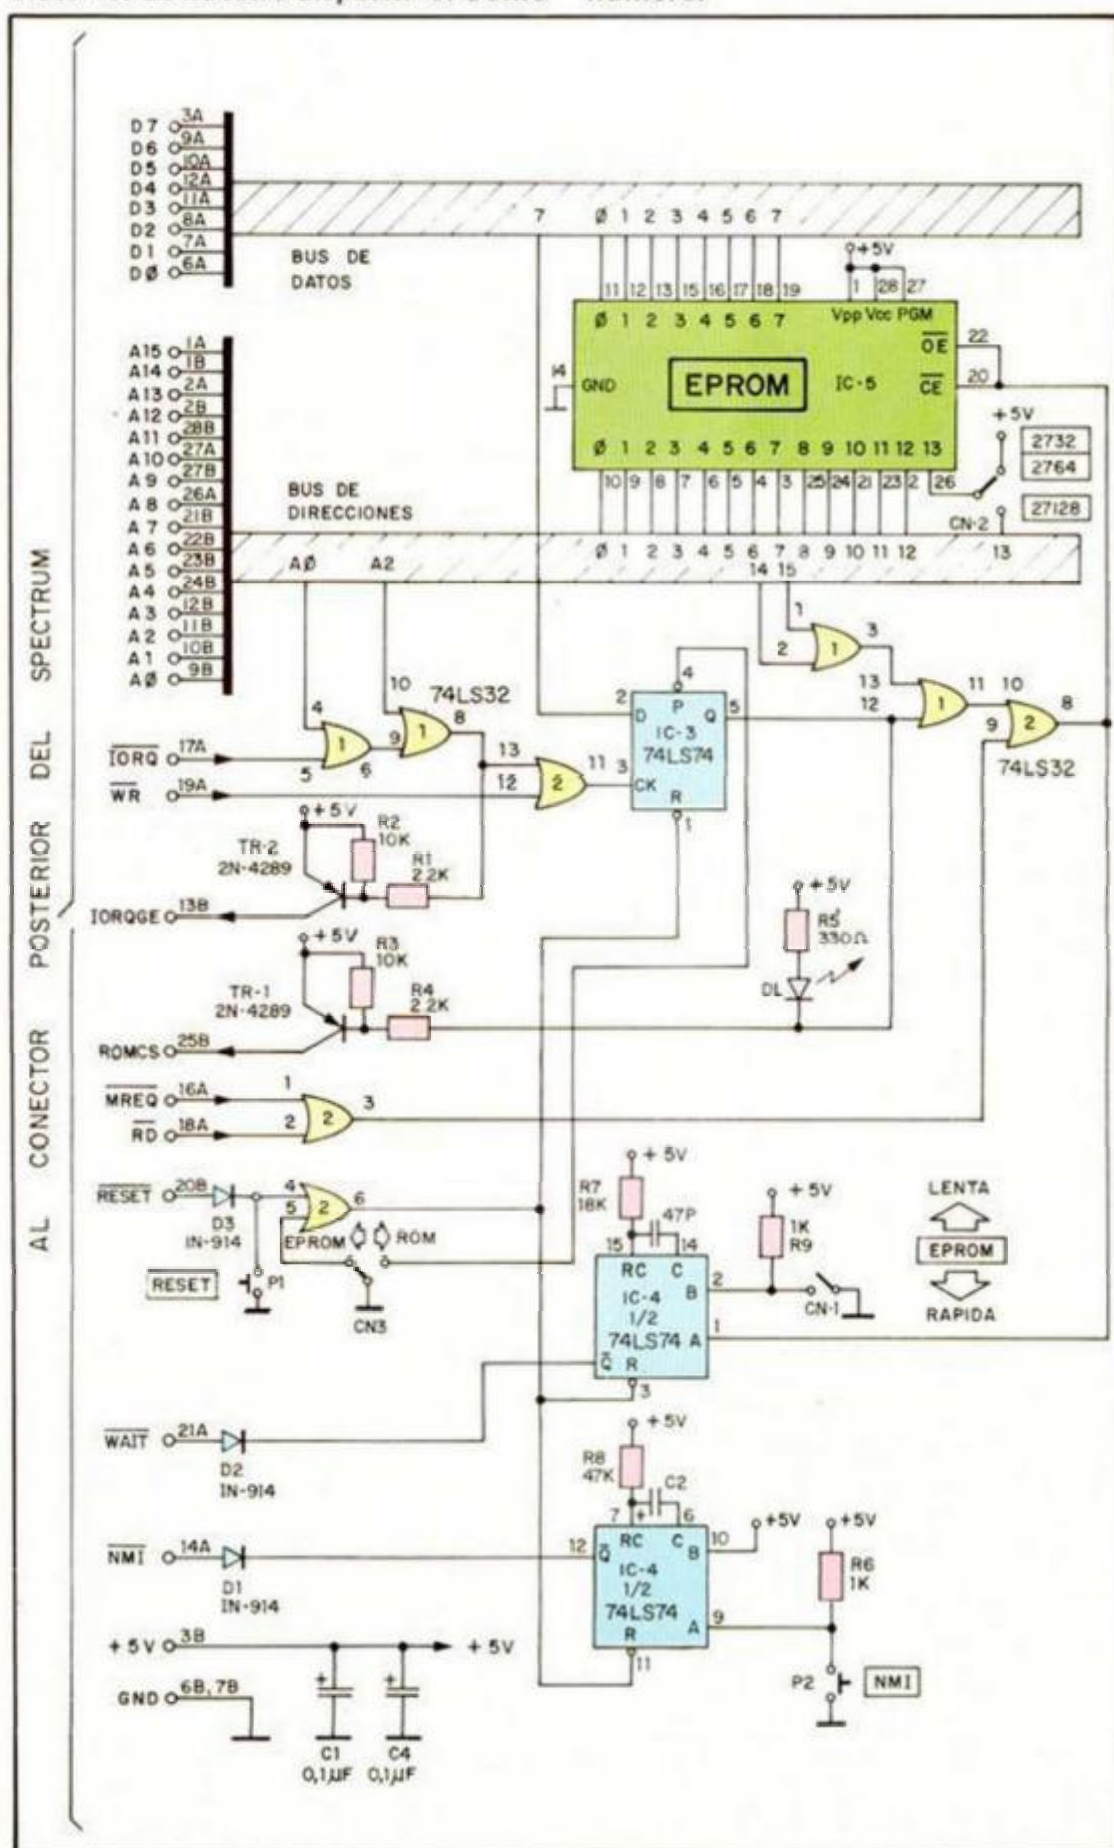 AL CONECTOR POSTERIOR DEL SPECTRUM
D7 3A
D6 9A
D5 10A
D4 12A
D3 11A
D2 8A
D1 7A
DØ 6A
BUS DE
DATOS
7 Ø 1 2 3 4 5 6 7
+5V
11 12 13 15 16 17 18 19 1 28 27
Ø 1 2 3 4 5 6 7 Vpp Vcc PGM
14 GND EPROM IC-5
OE 22
CE 20
Ø 1 2 3 4 5 6 7 8 9 10 11 12 13
10 9 8 7 6 5 4 3 25 24 21 23 2 26
+5V
2732
2764
27128
CN-2
A15 1A
A14 1B
A13 2A
A12 2B
A11 28B
A10 27A
A9 27B
A8 26A
A7 21B
A6 22B
A5 23B
A4 24B
A3 12B
A2 11B
A1 10B
AØ 9B
BUS DE
DIRECCIONES
AØ A2 Ø 1 2 3 4 5 6 7 8 9 10 11 12 13
14 15
1
2 1 3
13
12 1 11
10
9 2 8
74LS32
10 74LS32
4
5 1 6
9 1 8
13
12 2 11
4
2 D P Q 5
IC-3
74LS74
3 CK
R
1
IORQ 17A
WR 19A
+5V
TR-2
2N-4289
R2
10K
R1
2.2K
IORQGE 13B
+5V
TR-1
2N-4289
R3
10K
R4
2.2K
ROMCS 25B
+5V
R5
330Ω
DL
MREQ 16A 1
RD 18A 2
2 3
RESET 20B
D3
IN-914
4
5 2 6
EPROM ROM
RESET P1
CN3
+5V
R7
18K
47P
15 14
RC C
IC-4
1/2
74LS74
B 2
A 1
Q R
3
+5V
1K
R9
CN-1
LENTA
EPROM
RAPIDA
WAIT 21A
D2
IN-914
+5V
R8
47K
C2
7 + 6
RC C
12 Q
IC-4
1/2
74LS74
B 10
+5V
A 9
R
11
+5V
R6
1K
P2 NMI
NMI 14A
D1
IN-914
+5V 3B +5V
GND 6B,7B
+ +
C1
0,1µF
C4
0,1µF